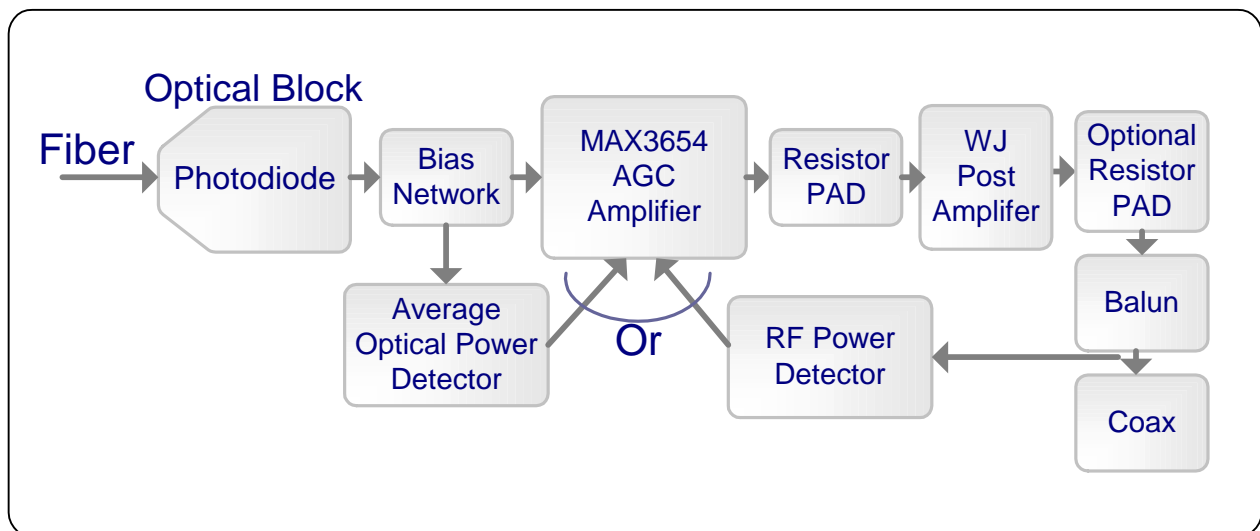 Optical Block
Fiber
Photodiode
Bias
Network
MAX3654
AGC
Amplifier
Resistor
PAD
WJ
Post
Amplifer
Optional
Resistor
PAD
Average
Optical Power
Detector
Or
RF Power
Detector
Balun
Coax